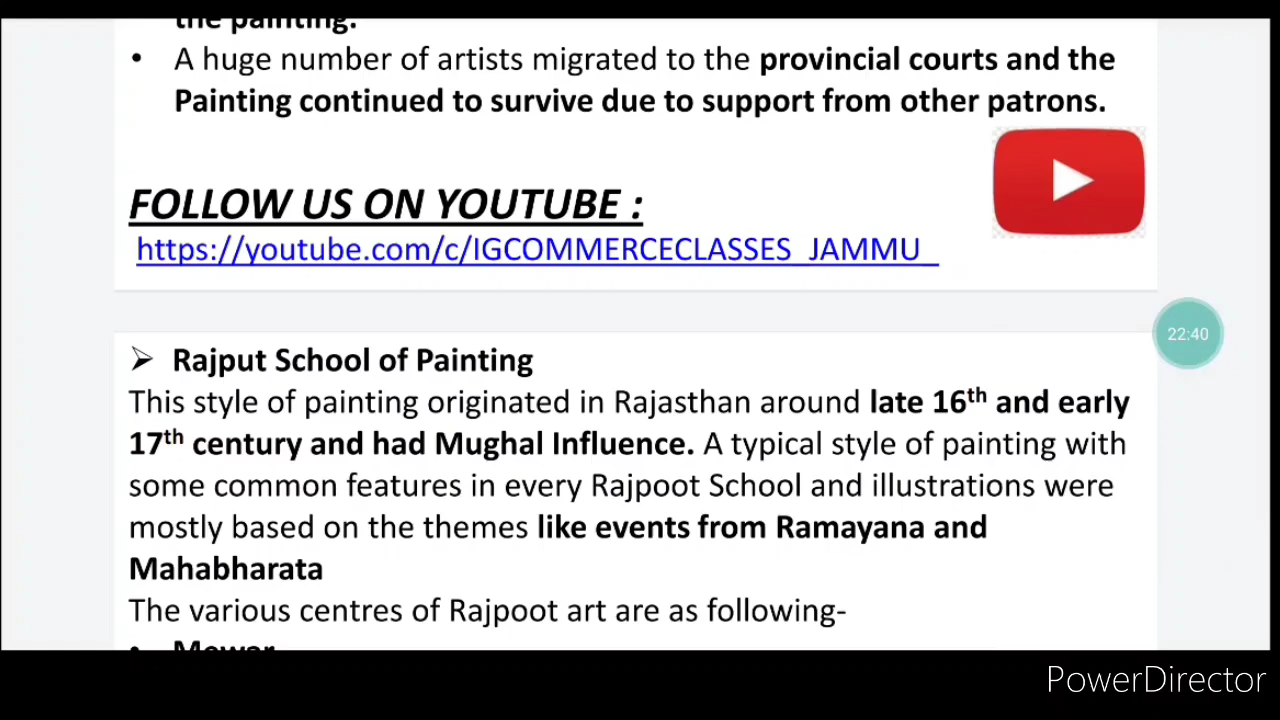 the painting.
• A huge number of artists migrated to the provincial courts and the
Painting continued to survive due to support from other patrons.
FOLLOW US ON YOUTUBE :
https://youtube.com/c/IGCOMMERCECLASSES_JAMMU_
22:40
➢ Rajput School of Painting
This style of painting originated in Rajasthan around late 16th and early
17th century and had Mughal Influence. A typical style of painting with
some common features in every Rajpoot School and illustrations were
mostly based on the themes like events from Ramayana and
Mahabharata
The various centres of Rajpoot art are as following-
• Mewar
PowerDirector